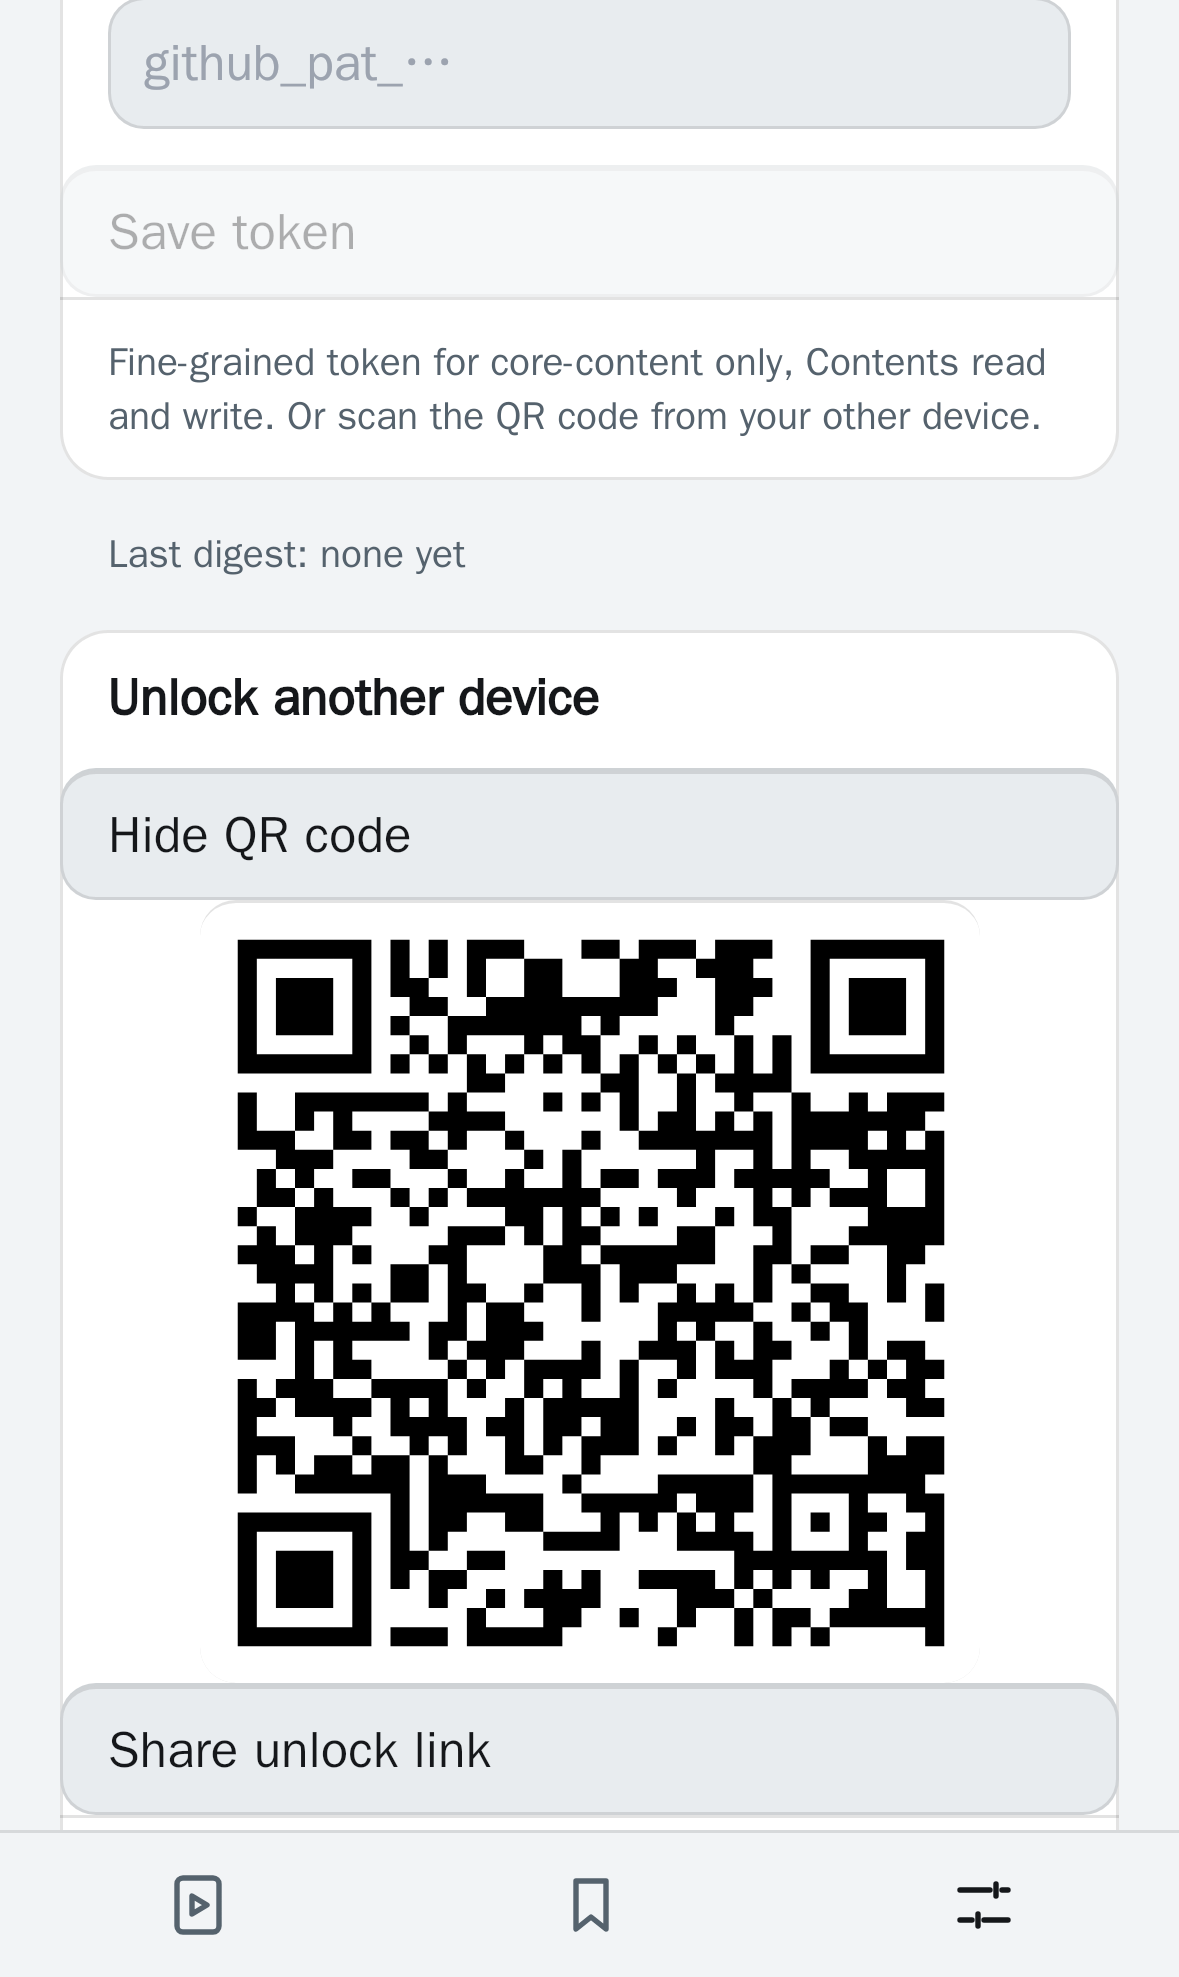 github_pat_···
Save token
Fine-grained token for core-content only, Contents read
and write. Or scan the QR code from your other device.
Last digest: none yet
Unlock another device
Hide QR code
Share unlock link